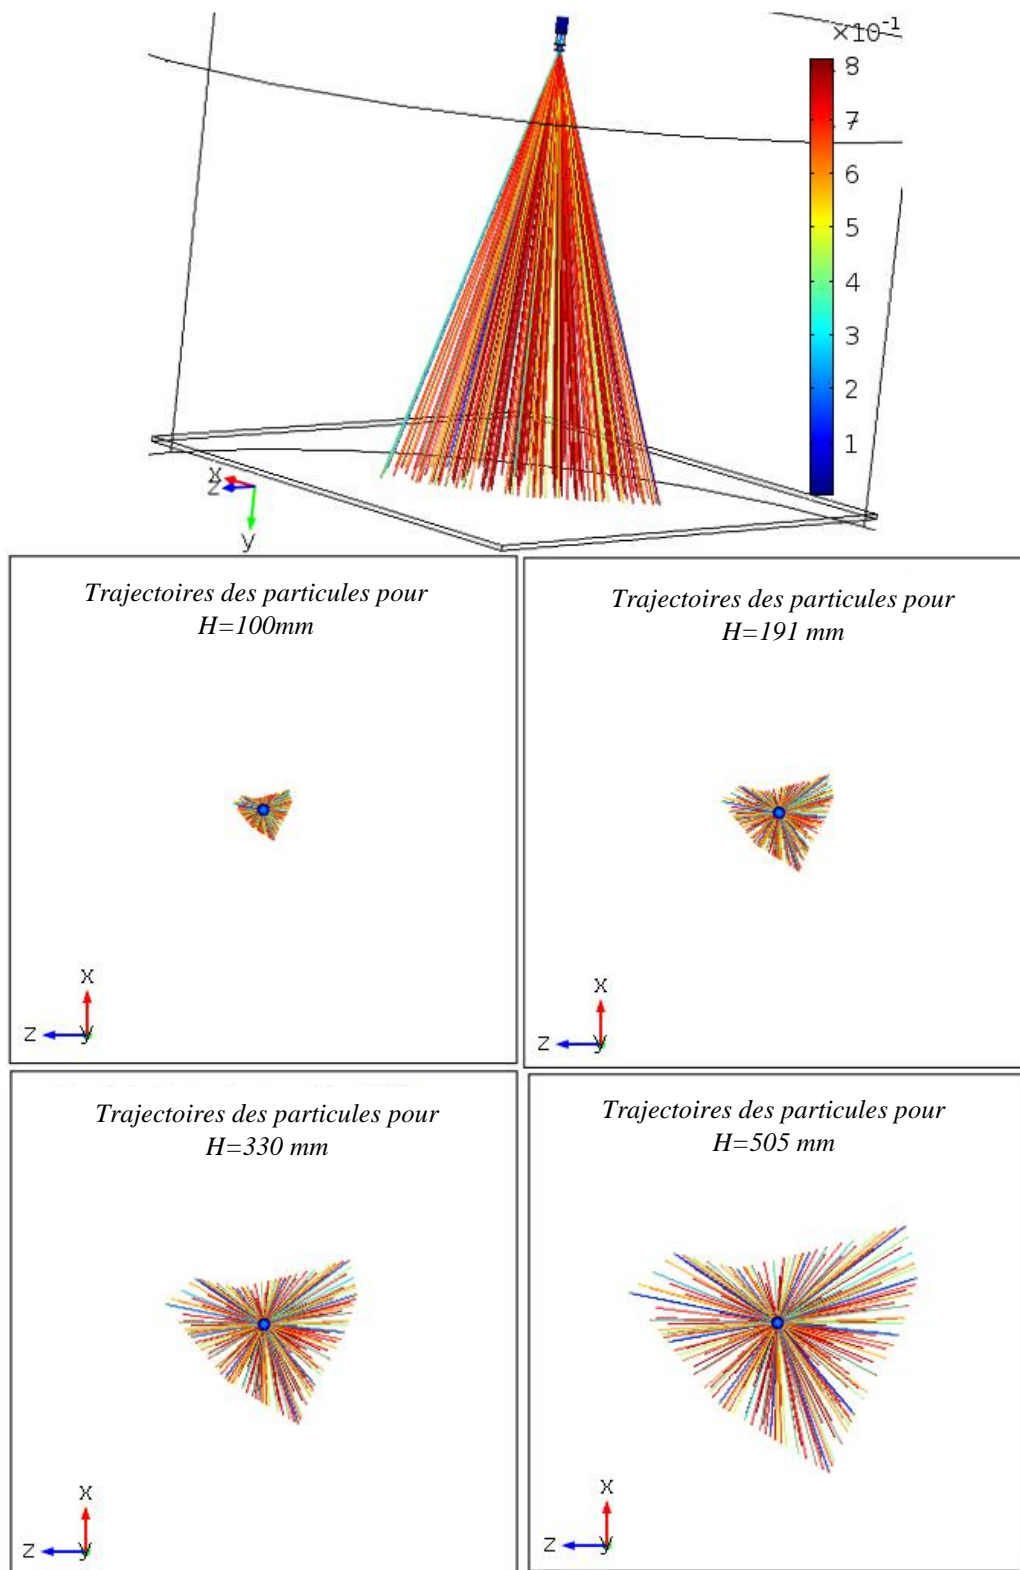 ×10⁻¹
8
7
6
5
4
3
2
1
x
z
y
Trajectoires des particules pour
H=100mm
x
z
y
Trajectoires des particules pour
H=191 mm
x
z
y
Trajectoires des particules pour
H=330 mm
x
z
y
Trajectoires des particules pour
H=505 mm
x
z
y